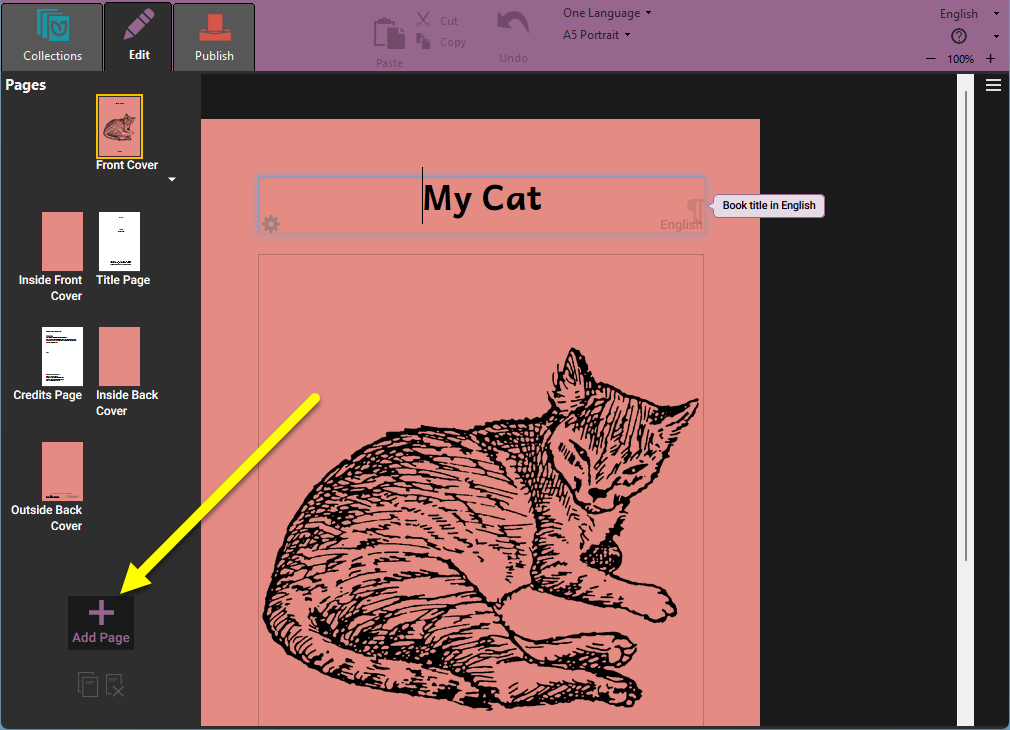 Collections
Edit
Publish
Paste
Cut
Copy
Undo
One Language
A5 Portrait
English
100%
Pages
Front Cover
Inside Front
Cover
Title Page
Credits Page
Inside Back
Cover
Outside Back
Cover
Add Page
My Cat
English
Book title in English